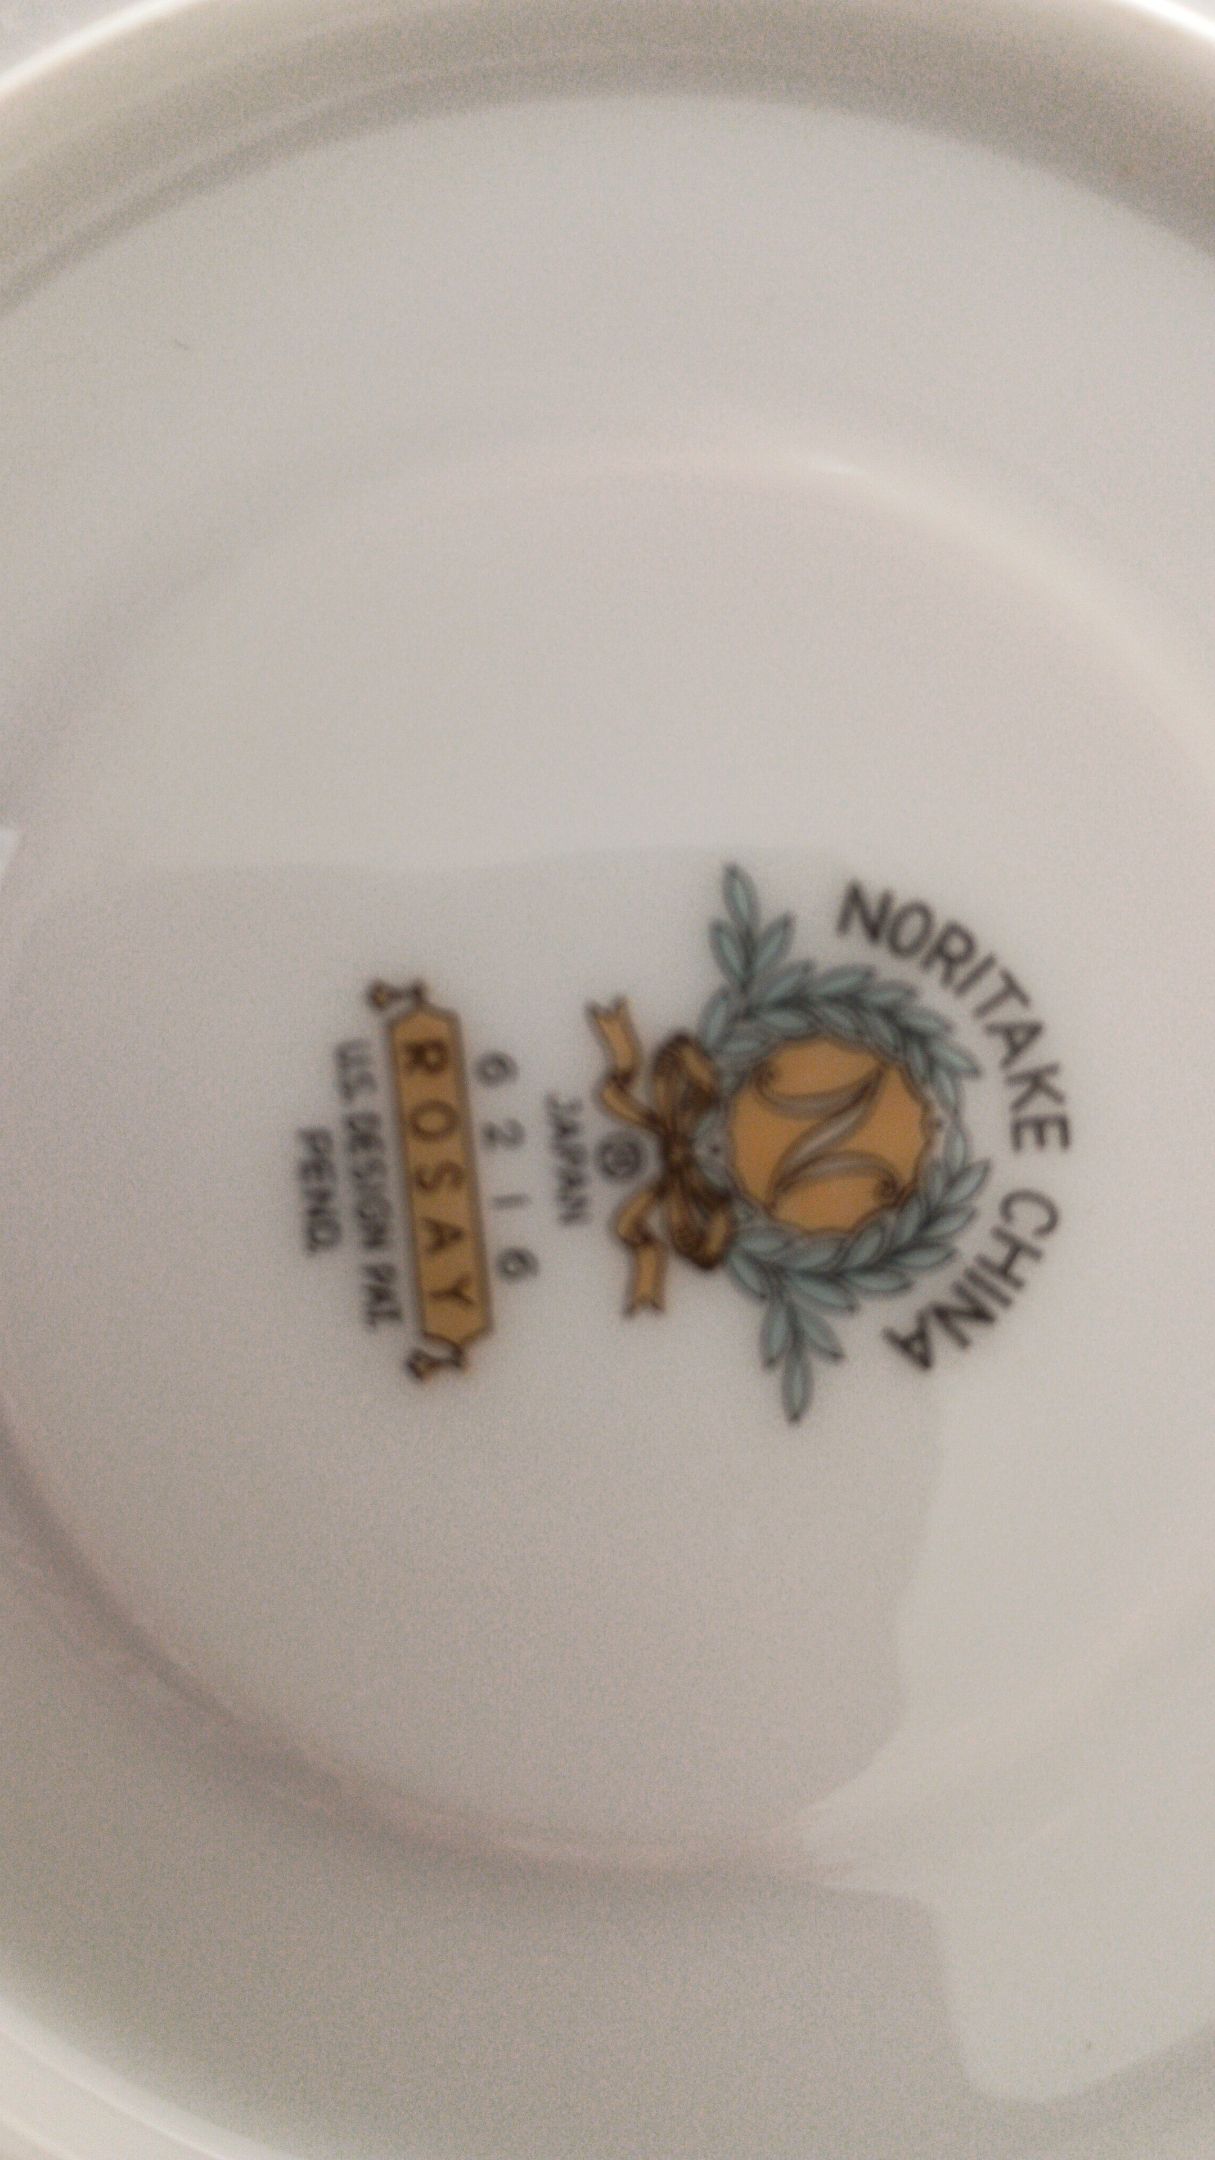 NORITAKE CHINA
N
®
JAPAN
6216
ROSAY
U.S. DESIGN PAT.
PEND.